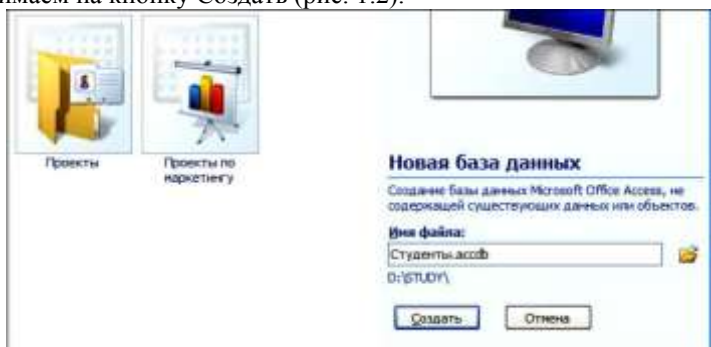 имаем на кнопку Создать (рис. 1.2).
Проекты
Проекты по
маркетингу
Новая база данных
Создание базы данных Microsoft Office Access, не
содержащей существующих данных или объектов.
Имя файла:
Студенты.accdb
D:\STUDY\
Создать
Отмена